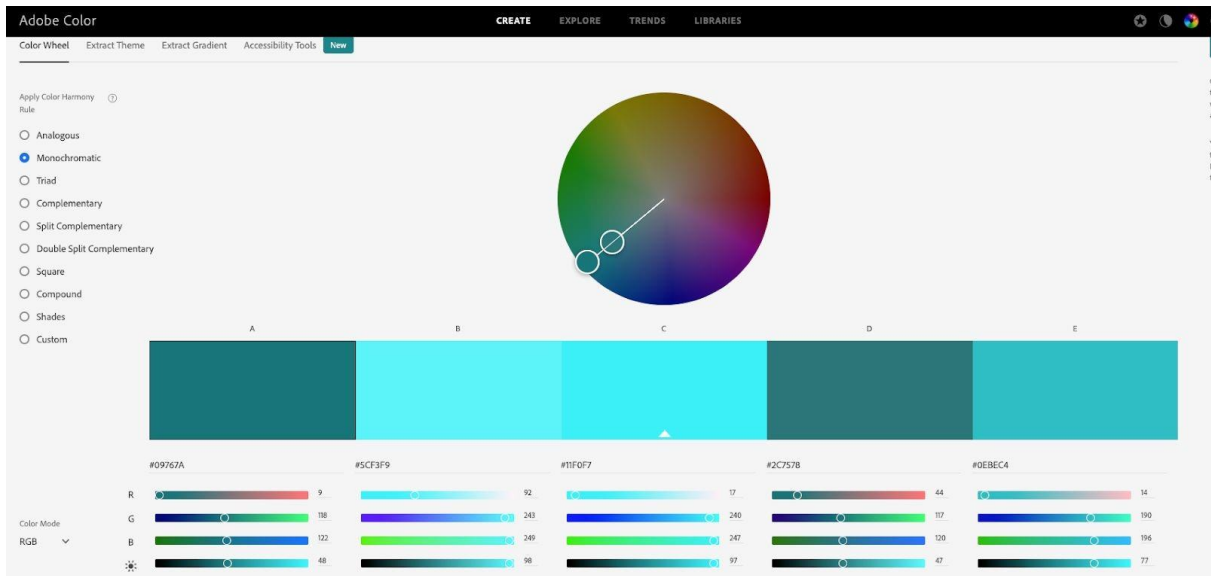 Adobe Color
CREATE EXPLORE TRENDS LIBRARIES
Color Wheel Extract Theme Extract Gradient Accessibility Tools New
Apply Color Harmony
Rule
Analogous
Monochromatic
Triad
Complementary
Split Complementary
Double Split Complementary
Square
Compound
Shades
Custom
A B C D E
#09767A #5CF3F9 #11F0F7 #2C7578 #0EBEC4
R 9 92 17 44 14
Color Mode
G 118 243 240 117 190
RGB
B 122 249 247 120 196
48 98 97 47 77